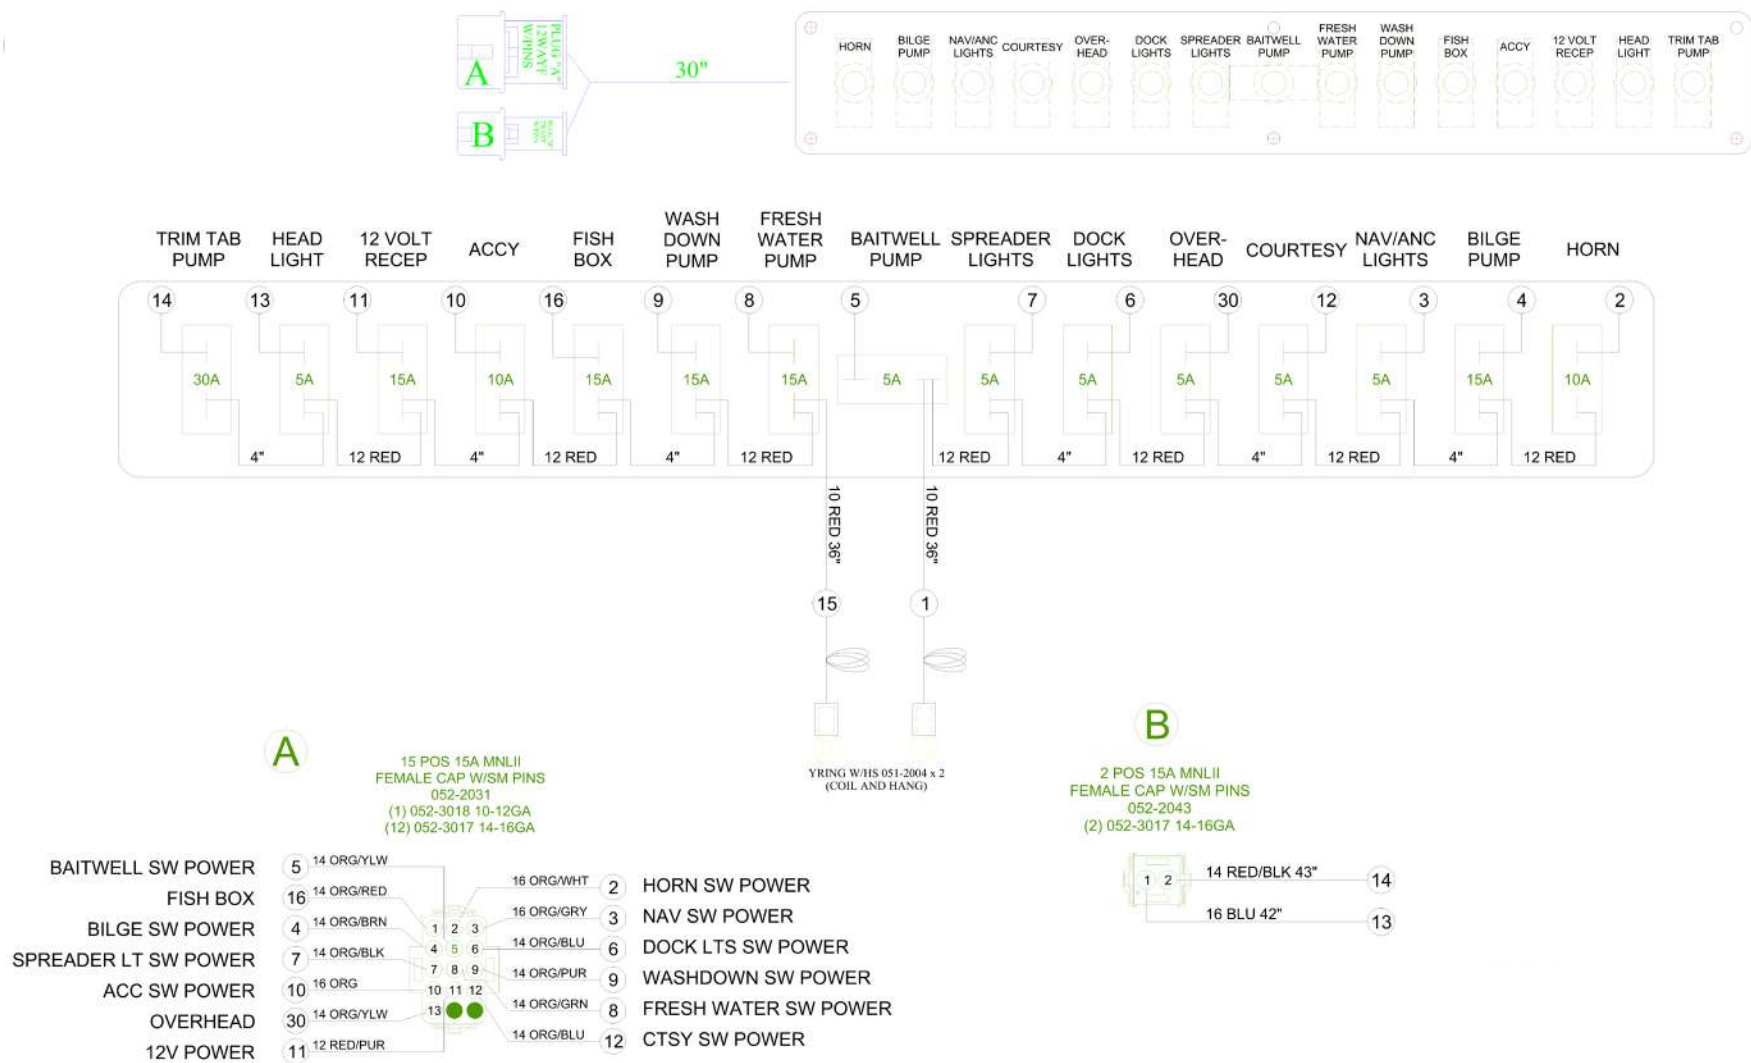 A
PLUG "A"
12WAYF
W/PINS
B
30"
HORN
BILGE
PUMP
NAV/ANC
LIGHTS
COURTESY
OVER-
HEAD
DOCK
LIGHTS
SPREADER
LIGHTS
BAITWELL
PUMP
FRESH
WATER
PUMP
WASH
DOWN
PUMP
FISH
BOX
ACCY
12 VOLT
RECEP
HEAD
LIGHT
TRIM TAB
PUMP
TRIM TAB
PUMP
HEAD
LIGHT
12 VOLT
RECEP
ACCY
FISH
BOX
WASH
DOWN
PUMP
FRESH
WATER
PUMP
BAITWELL
PUMP
SPREADER
LIGHTS
DOCK
LIGHTS
OVER-
HEAD
COURTESY
NAV/ANC
LIGHTS
BILGE
PUMP
HORN
14 13 11 10 16 9 8 5 7 6 30 12 3 4 2
30A 5A 15A 10A 15A 15A 15A 5A 5A 5A 5A 5A 5A 15A 10A
4" 12 RED 4" 12 RED 4" 12 RED 12 RED 4" 12 RED 4" 12 RED 4" 12 RED
10 RED 36"
10 RED 36"
15
1
YRING W/HS 051-2004 x 2
(COIL AND HANG)
A
15 POS 15A MNLII
FEMALE CAP W/SM PINS
052-2031
(1) 052-3018 10-12GA
(12) 052-3017 14-16GA
BAITWELL SW POWER 5 14 ORG/YLW
FISH BOX 16 14 ORG/RED
BILGE SW POWER 4 14 ORG/BRN
SPREADER LT SW POWER 7 14 ORG/BLK
ACC SW POWER 10 16 ORG
OVERHEAD 30 14 ORG/YLW
12V POWER 11 12 RED/PUR
1 2 3
4 5 6
7 8 9
10 11 12
13
16 ORG/WHT 2 HORN SW POWER
16 ORG/GRY 3 NAV SW POWER
14 ORG/BLU 6 DOCK LTS SW POWER
14 ORG/PUR 9 WASHDOWN SW POWER
14 ORG/GRN 8 FRESH WATER SW POWER
14 ORG/BLU 12 CTSY SW POWER
B
2 POS 15A MNLII
FEMALE CAP W/SM PINS
052-2043
(2) 052-3017 14-16GA
1 2
14 RED/BLK 43" 14
16 BLU 42" 13